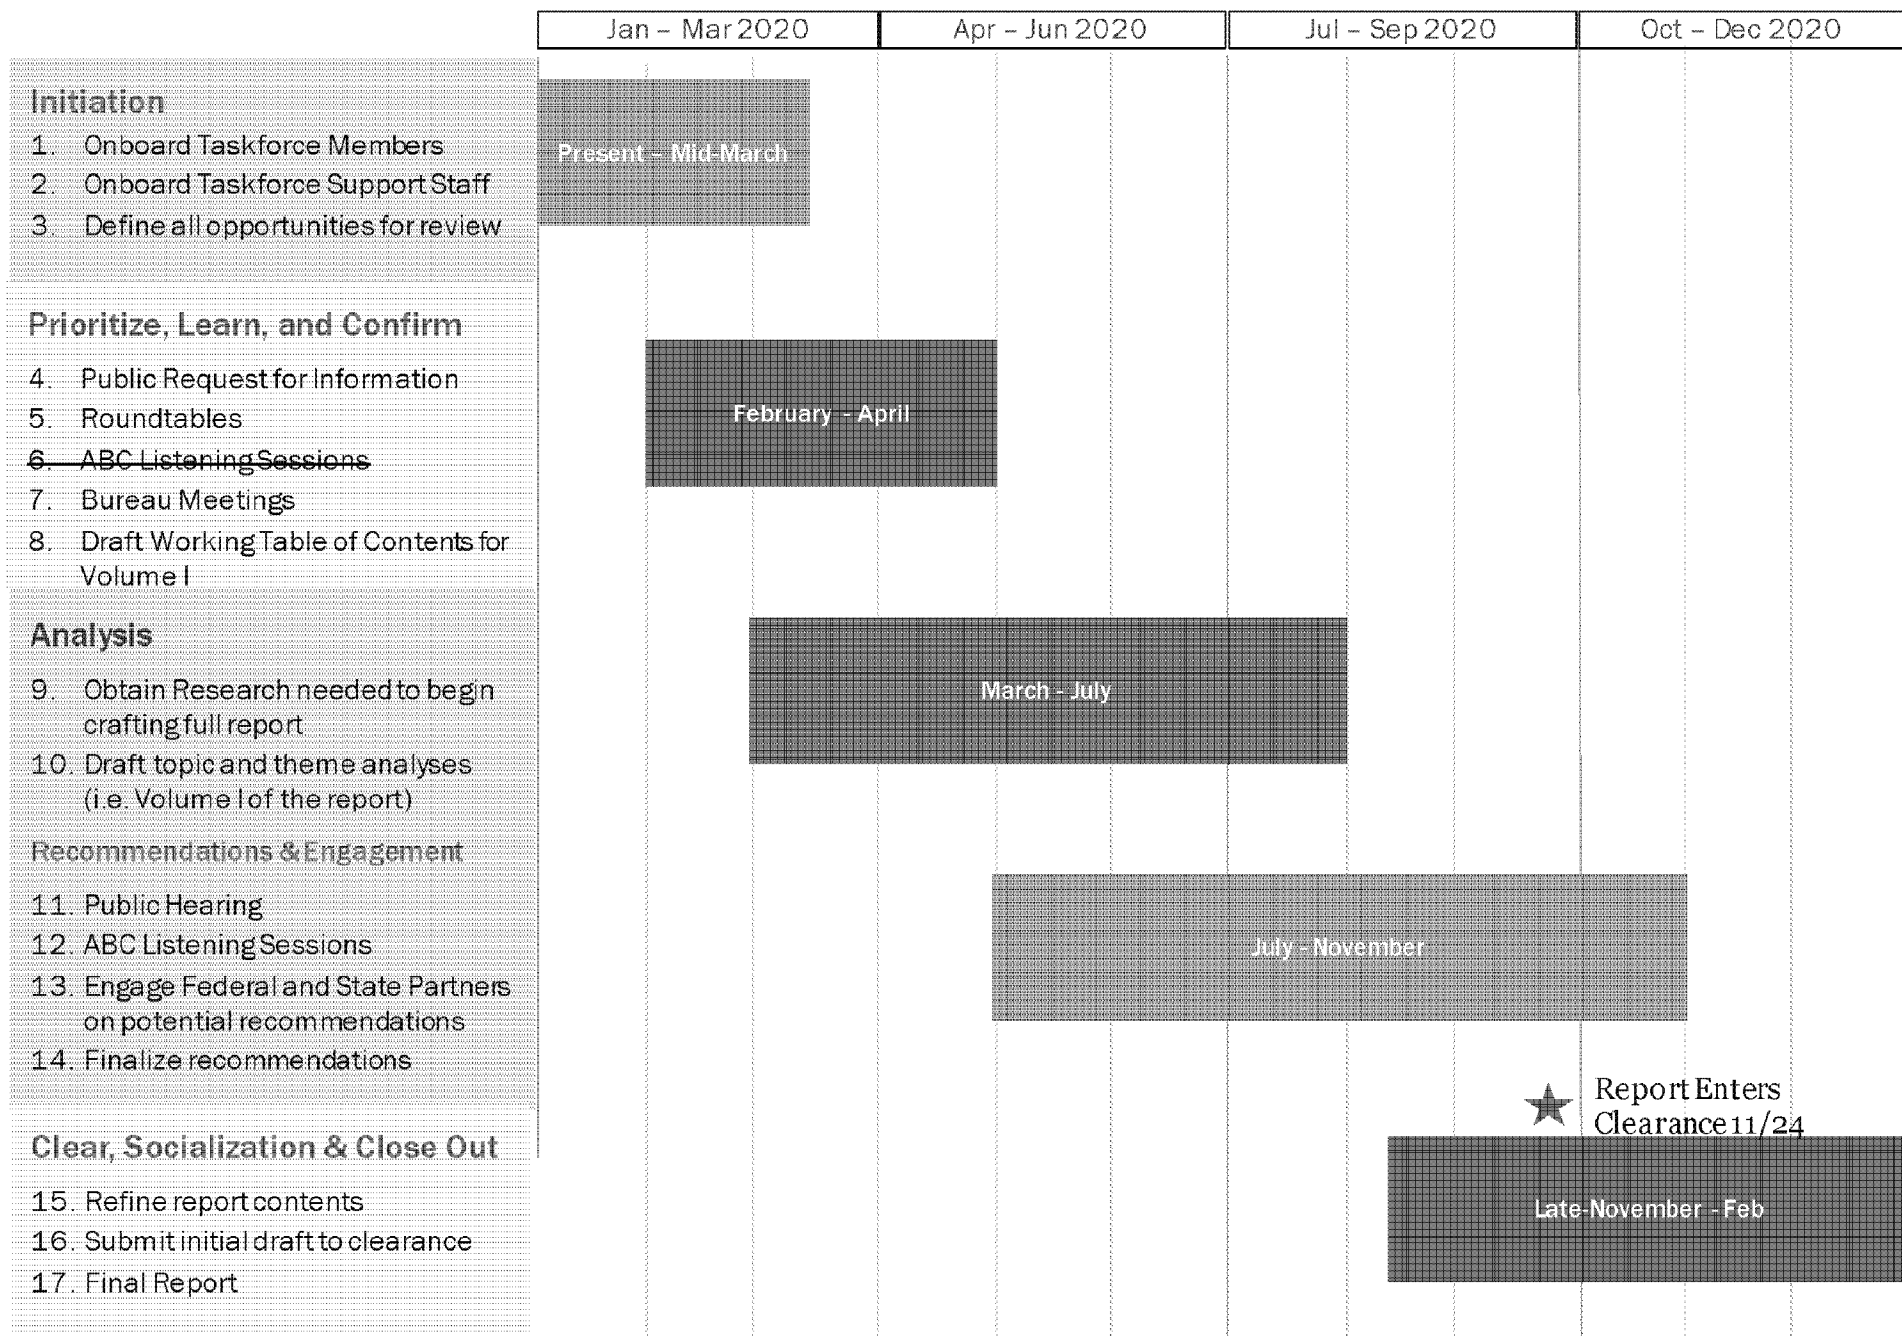 Jan – Mar 2020
Apr – Jun 2020
Jul – Sep 2020
Oct – Dec 2020
Initiation
1. Onboard Taskforce Members
2. Onboard Taskforce Support Staff
3. Define all opportunities for review
Present – Mid-March
Prioritize, Learn, and Confirm
4. Public Request for Information
5. Roundtables
6. ABC Listening Sessions
7. Bureau Meetings
8. Draft Working Table of Contents for
Volume I
February - April
Analysis
9. Obtain Research needed to begin
crafting full report
10. Draft topic and theme analyses
(i.e. Volume I of the report)
March - July
Recommendations & Engagement
11. Public Hearing
12. ABC Listening Sessions
13. Engage Federal and State Partners
on potential recommendations
14. Finalize recommendations
July - November
Report Enters
Clearance 11/24
Clear, Socialization & Close Out
15. Refine report contents
16. Submit initial draft to clearance
17. Final Report
Late-November - Feb